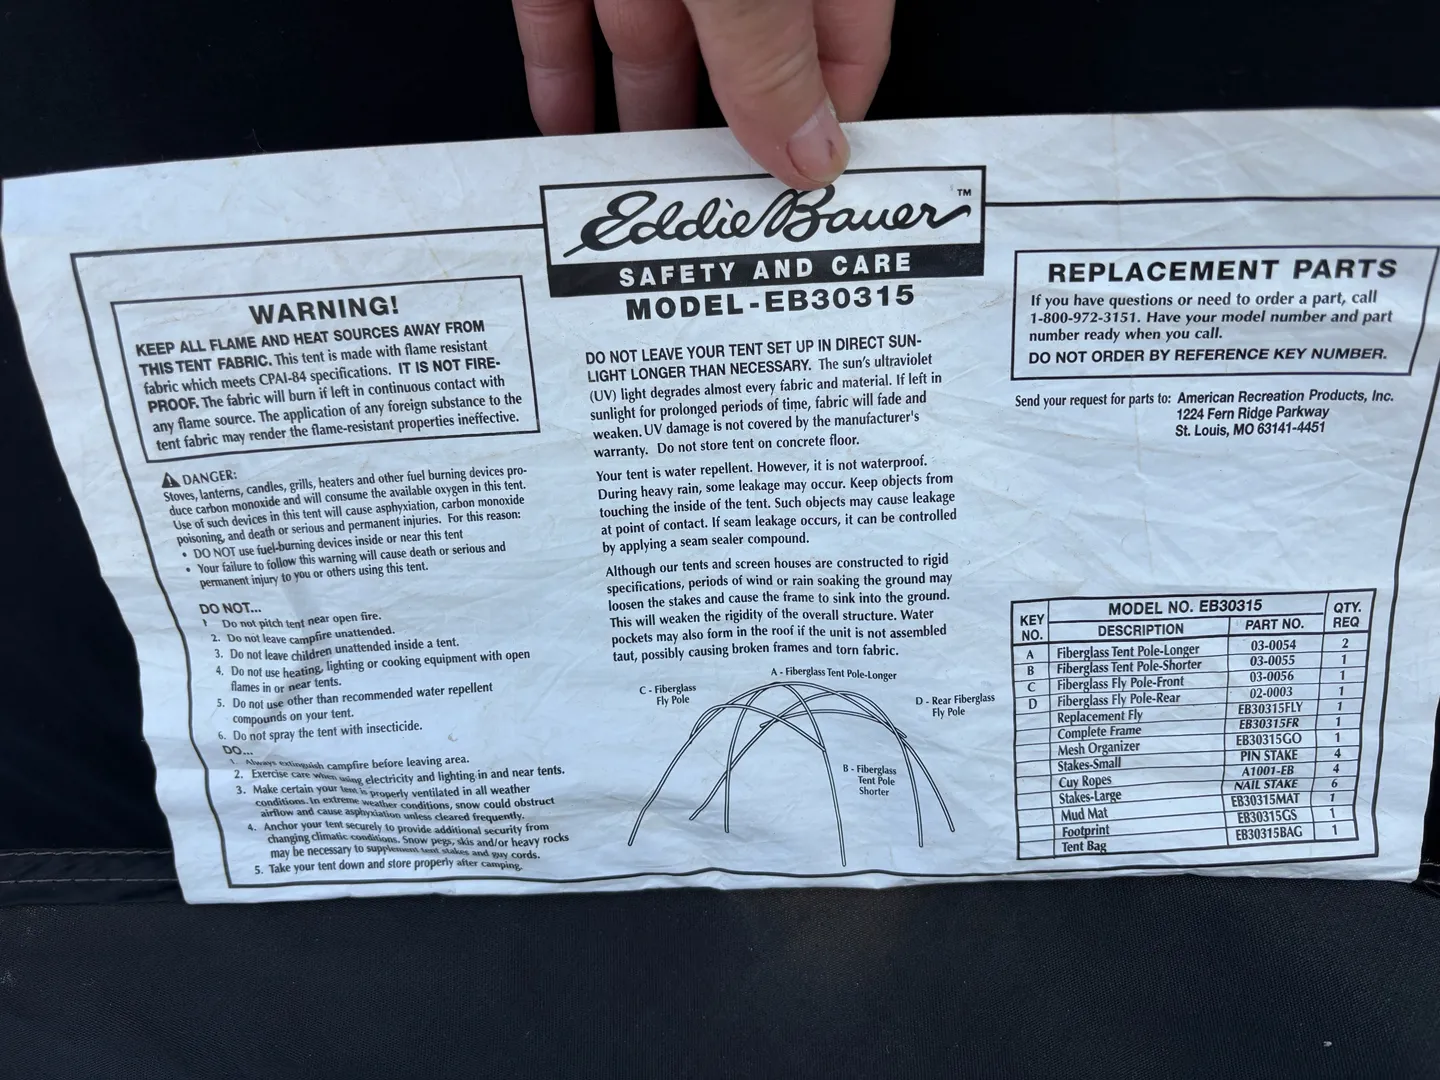 Eddie Bauer ™
SAFETY AND CARE
MODEL-EB30315
WARNING!
KEEP ALL FLAME AND HEAT SOURCES AWAY FROM
THIS TENT FABRIC. This tent is made with flame resistant
fabric which meets CPAI-84 specifications. IT IS NOT FIRE-
PROOF. The fabric will burn if left in continuous contact with
any flame source. The application of any foreign substance to the
tent fabric may render the flame-resistant properties ineffective.
DANGER:
Stoves, lanterns, candles, grills, heaters and other fuel burning devices pro-
duce carbon monoxide and will consume the available oxygen in this tent.
Use of such devices in this tent will cause asphyxiation, carbon monoxide
poisoning, and death or serious and permanent injuries. For this reason:
• DO NOT use fuel-burning devices inside or near this tent
• Your failure to follow this warning will cause death or serious and
permanent injury to you or others using this tent.
DO NOT...
1 Do not pitch tent near open fire.
2. Do not leave campfire unattended.
3. Do not leave children unattended inside a tent.
4. Do not use heating, lighting or cooking equipment with open
flames in or near tents.
5. Do not use other than recommended water repellent
compounds on your tent.
6. Do not spray the tent with insecticide.
DO...
1. Always extinguish campfire before leaving area.
2. Exercise care when using electricity and lighting in and near tents.
3. Make certain your tent is properly ventilated in all weather
conditions. In extreme weather conditions, snow could obstruct
airflow and cause asphyxiation unless cleared frequently.
4. Anchor your tent securely to provide additional security from
changing climatic conditions. Snow pegs, skis and/or heavy rocks
may be necessary to supplement tent stakes and guy cords.
5. Take your tent down and store properly after camping.
DO NOT LEAVE YOUR TENT SET UP IN DIRECT SUN-
LIGHT LONGER THAN NECESSARY. The sun's ultraviolet
(UV) light degrades almost every fabric and material. If left in
sunlight for prolonged periods of time, fabric will fade and
weaken. UV damage is not covered by the manufacturer's
warranty. Do not store tent on concrete floor.
Your tent is water repellent. However, it is not waterproof.
During heavy rain, some leakage may occur. Keep objects from
touching the inside of the tent. Such objects may cause leakage
at point of contact. If seam leakage occurs, it can be controlled
by applying a seam sealer compound.
Although our tents and screen houses are constructed to rigid
specifications, periods of wind or rain soaking the ground may
loosen the stakes and cause the frame to sink into the ground.
This will weaken the rigidity of the overall structure. Water
pockets may also form in the roof if the unit is not assembled
taut, possibly causing broken frames and torn fabric.
A - Fiberglass Tent Pole-Longer
C - Fiberglass
Fly Pole
D - Rear Fiberglass
Fly Pole
B - Fiberglass
Tent Pole
Shorter
REPLACEMENT PARTS
If you have questions or need to order a part, call
1-800-972-3151. Have your model number and part
number ready when you call.
DO NOT ORDER BY REFERENCE KEY NUMBER.
Send your request for parts to: American Recreation Products, Inc.
1224 Fern Ridge Parkway
St. Louis, MO 63141-4451
KEY NO. MODEL NO. EB30315 QTY. REQ
DESCRIPTION PART NO.
A Fiberglass Tent Pole-Longer 03-0054 2
B Fiberglass Tent Pole-Shorter 03-0055 1
C Fiberglass Fly Pole-Front 03-0056 1
D Fiberglass Fly Pole-Rear 02-0003 1
Replacement Fly EB30315FLY 1
Complete Frame EB30315FR 1
Mesh Organizer EB30315GO 1
Stakes-Small PIN STAKE 4
Guy Ropes A1001-EB 4
Stakes-Large NAIL STAKE 6
Mud Mat EB30315MAT 1
Footprint EB30315GS 1
Tent Bag EB30315BAG 1